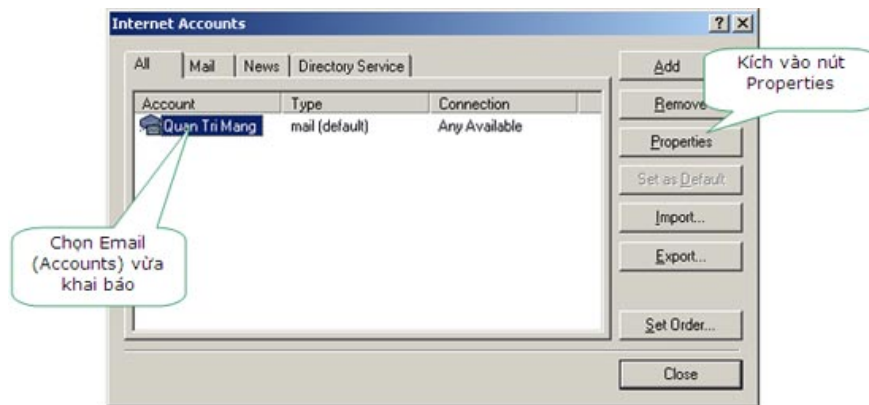 Internet Accounts
All Mail News Directory Service
Add
Kích vào nút
Properties
Account Type Connection
Remove
Quan Tri Mang mail (default) Any Available
Properties
Set as Default
Import...
Chọn Email
(Accounts) vừa
khai báo
Export...
Set Order...
Close